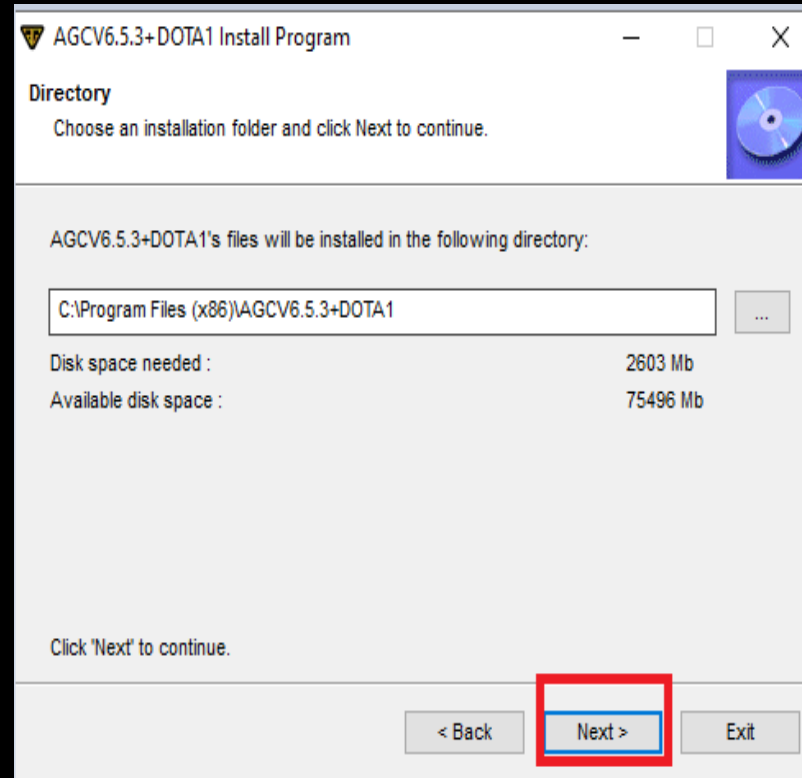 AGCV6.5.3+DOTA1 Install Program
Directory
Choose an installation folder and click Next to continue.
AGCV6.5.3+DOTA1's files will be installed in the following directory:
C:\Program Files (x86)\AGCV6.5.3+DOTA1
...
Disk space needed : 2603 Mb
Available disk space : 75496 Mb
Click 'Next' to continue.
< Back Next > Exit